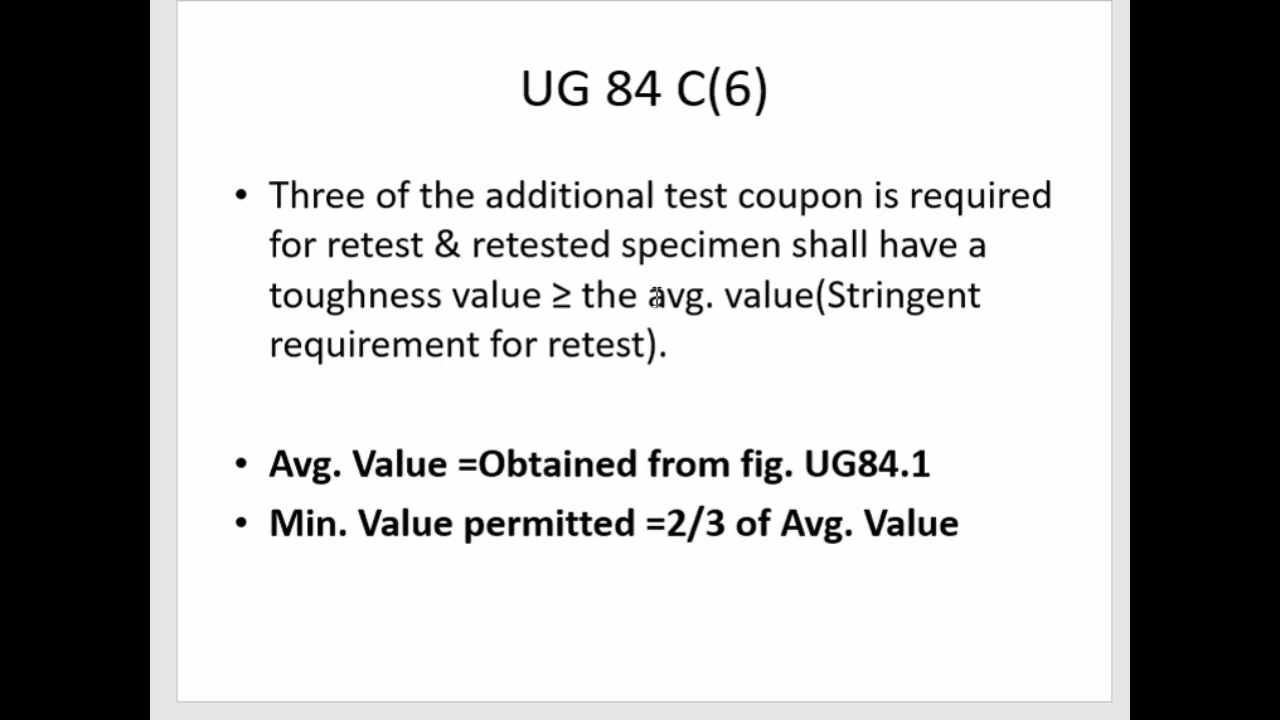 UG 84 C(6)
• Three of the additional test coupon is required
for retest & retested specimen shall have a
toughness value ≥ the avg. value(Stringent
requirement for retest).
• Avg. Value =Obtained from fig. UG84.1
• Min. Value permitted =2/3 of Avg. Value